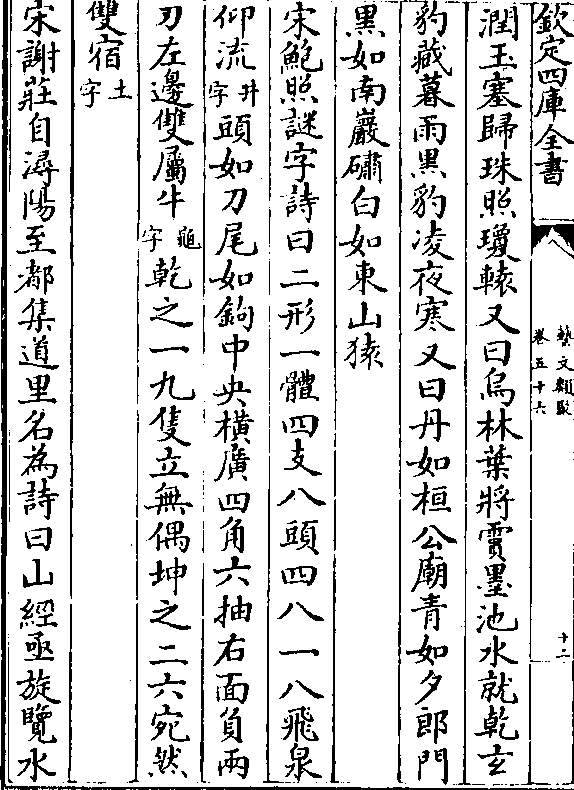 欽定四庫全書
藝文類聚
卷五十六
十二
潤玉塞歸珠照瓊轅又曰烏林葉將賈墨池水就乾玄
豹藏暮雨黑豹凌夜寒又曰丹如桓公廟青如夕郎門
黑如南巖礡白如東山猿
宋鮑照謎字詩曰二形一體四支八頭四八一八飛泉
仰流井字頭如刀尾如鉤中央橫廣四角六抽右面負兩
刃左邊雙屬牛龜字乾之一九隻立無偶坤之二六宛然
雙宿土字
宋謝莊自潯陽至都集道里名為詩曰山經亟旋覽水